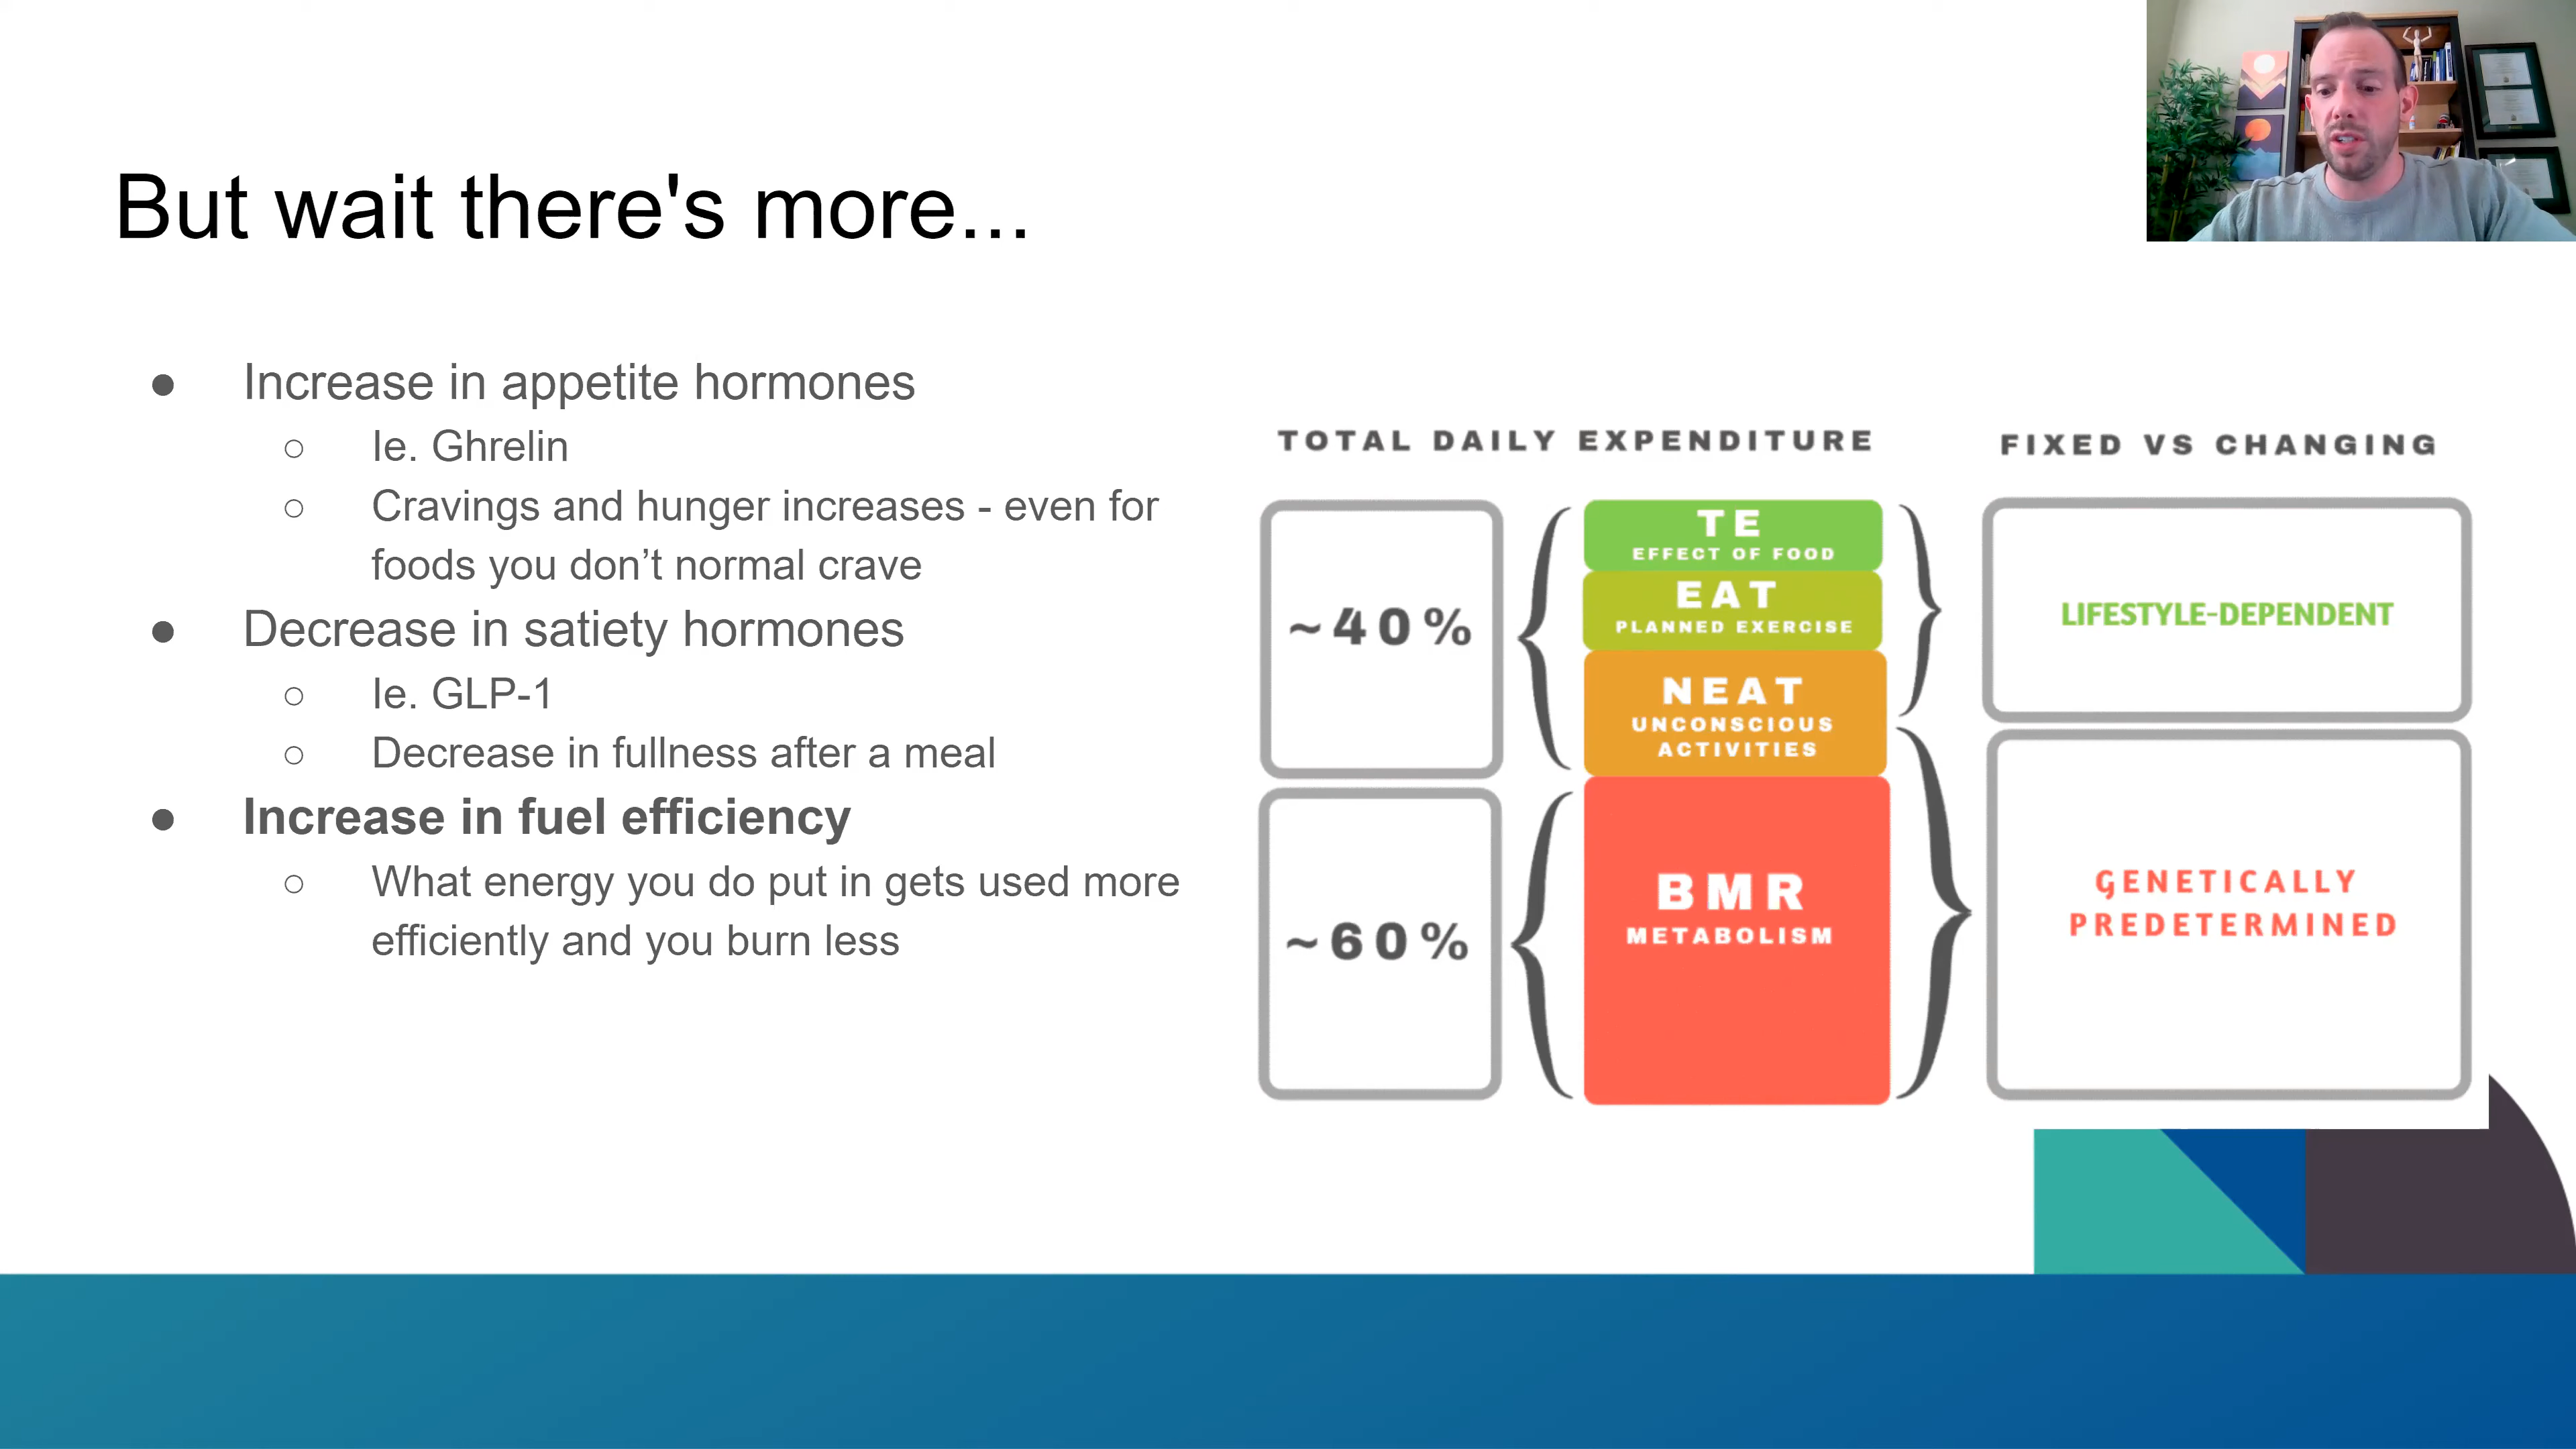 But wait there's more...
● Increase in appetite hormones
○ Ie. Ghrelin
○ Cravings and hunger increases - even for
foods you don’t normal crave
● Decrease in satiety hormones
○ Ie. GLP-1
○ Decrease in fullness after a meal
● Increase in fuel efficiency
○ What energy you do put in gets used more
efficiently and you burn less
TOTAL DAILY EXPENDITURE
~40%
~60%
TE
EFFECT OF FOOD
EAT
PLANNED EXERCISE
NEAT
UNCONSCIOUS
ACTIVITIES
BMR
METABOLISM
FIXED VS CHANGING
LIFESTYLE-DEPENDENT
GENETICALLY
PREDETERMINED